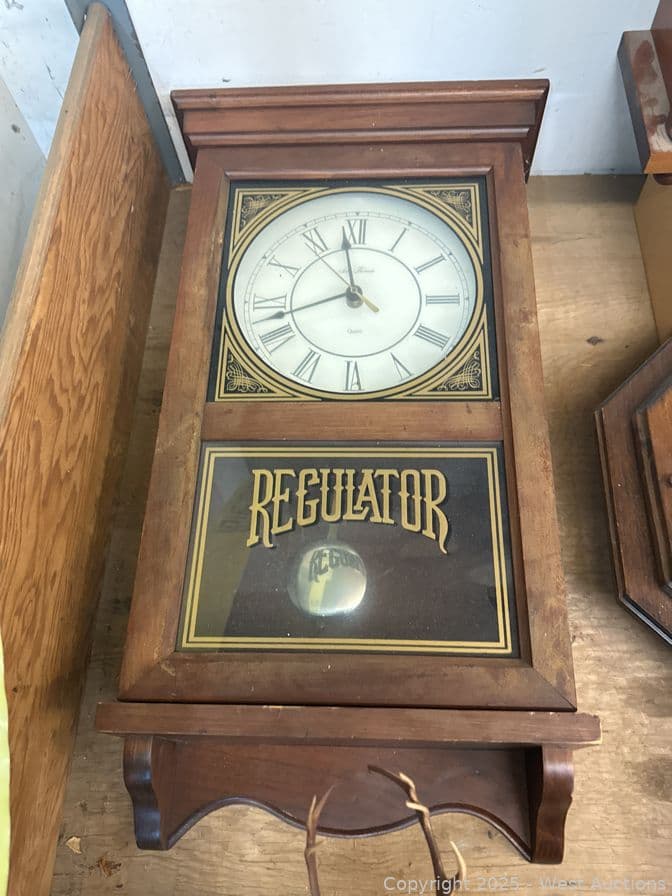 XII
I
II
III
IIII
V
VI
VII
VIII
IX
X
XI
Quartz
REGULATOR
Copyright 2025 - West Auctions